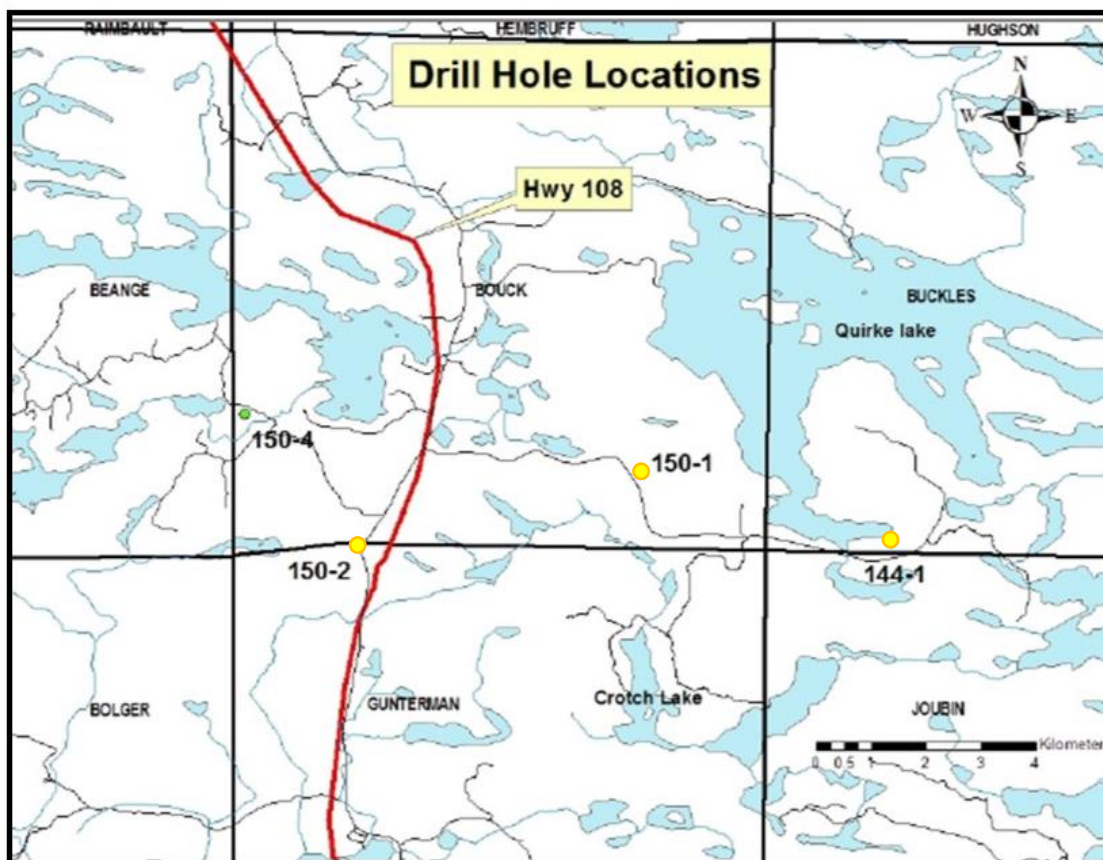 RAIMBAULT
HEMBRUFF
HUGHSON
Drill Hole Locations
N
W
E
S
Hwy 108
BEANGE
BOUCK
BUCKLES
Quirke lake
150-4
150-1
150-2
144-1
BOLGER
GUNTERMAN
Crotch Lake
JOUBIN
Kilometer
0 0.5 1 2 3 4